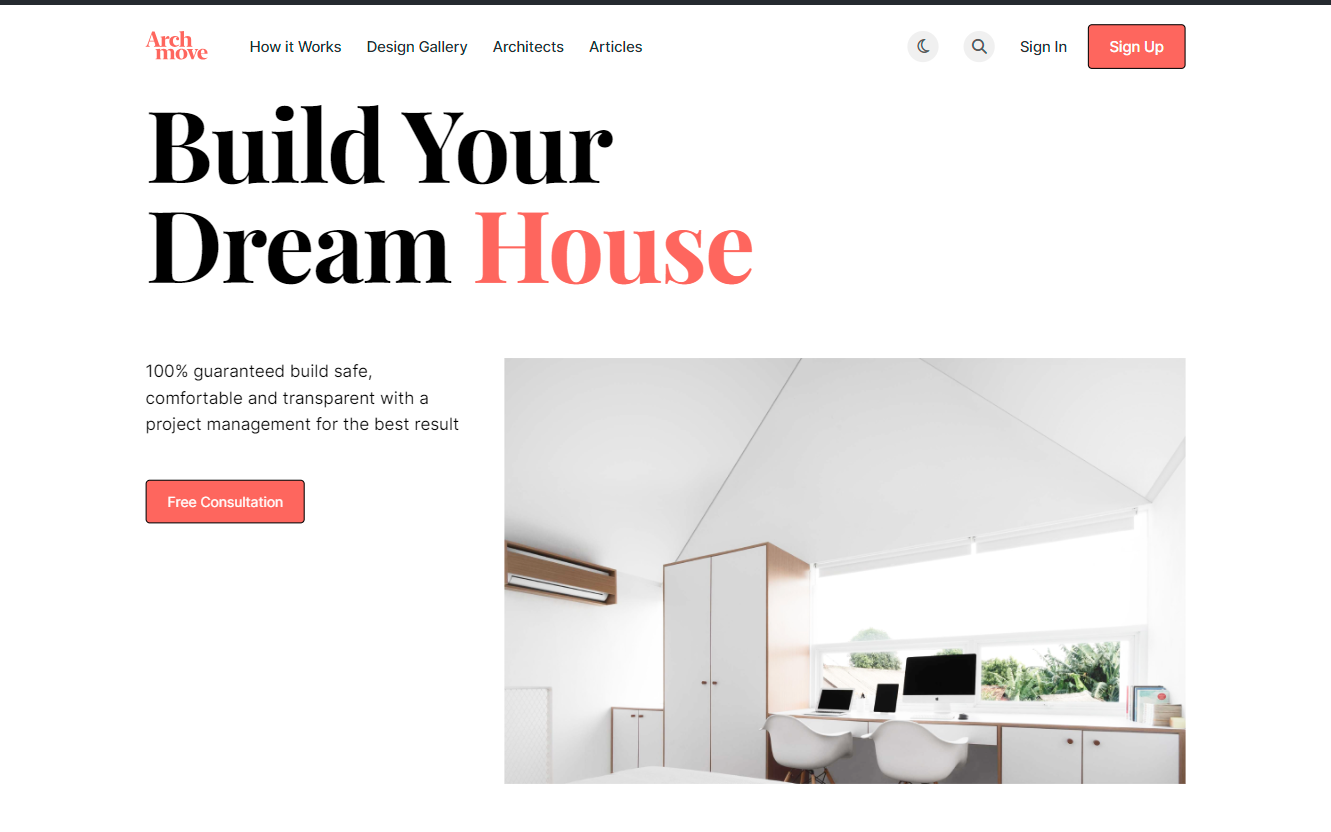 Arch
move
How it Works Design Gallery Architects Articles Sign In Sign Up
Build Your
Dream House
100% guaranteed build safe,
comfortable and transparent with a
project management for the best result
Free Consultation